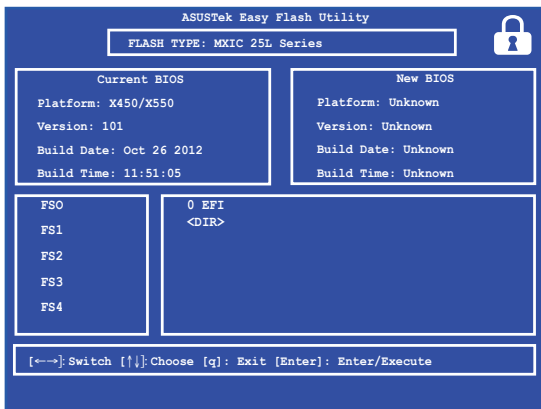 ASUSTek Easy Flash Utility
FLASH TYPE: MXIC 25L Series
Current BIOS
Platform: X450/X550
Version: 101
Build Date: Oct 26 2012
Build Time: 11:51:05
New BIOS
Platform: Unknown
Version: Unknown
Build Date: Unknown
Build Time: Unknown
FSO
FS1
FS2
FS3
FS4
0 EFI
<DIR>
[←→]: Switch [↑↓]: Choose [q]: Exit [Enter]: Enter/Execute